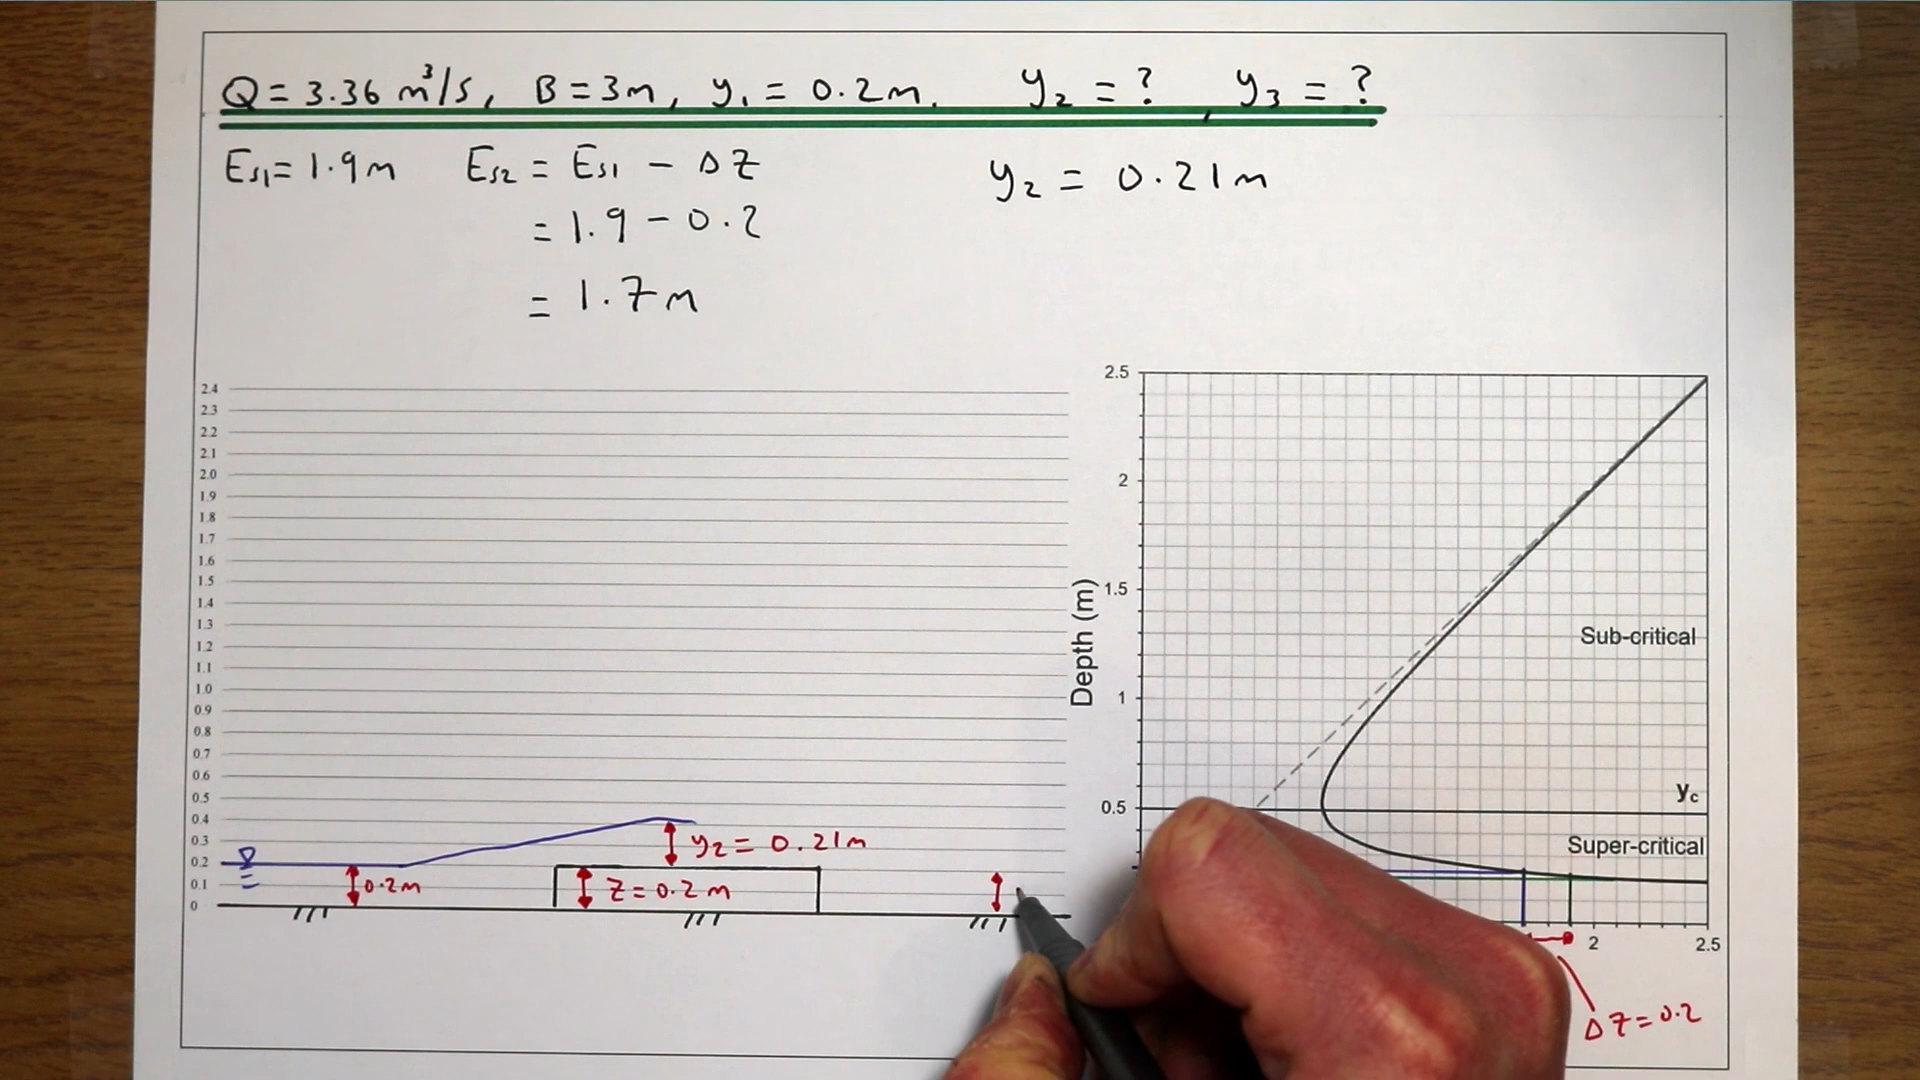 Q = 3.36 m³/s, B = 3m, y₁ = 0.2m. y₂ = ? , y₃ = ?
Es₁ = 1.9m Es₂ = Es₁ - ΔZ y₂ = 0.21m
= 1.9 - 0.2
= 1.7m
2.4
2.3
2.2
2.1
2.0
1.9
1.8
1.7
1.6
1.5
1.4
1.3
1.2
1.1
1.0
0.9
0.8
0.7
0.6
0.5
0.4
0.3
0.2
0.1
0
0.2m
y₂ = 0.21m
Z = 0.2m
2.5
2
1.5
1
0.5
Depth (m)
Sub-critical
yc
Super-critical
2 2.5
ΔZ = 0.2